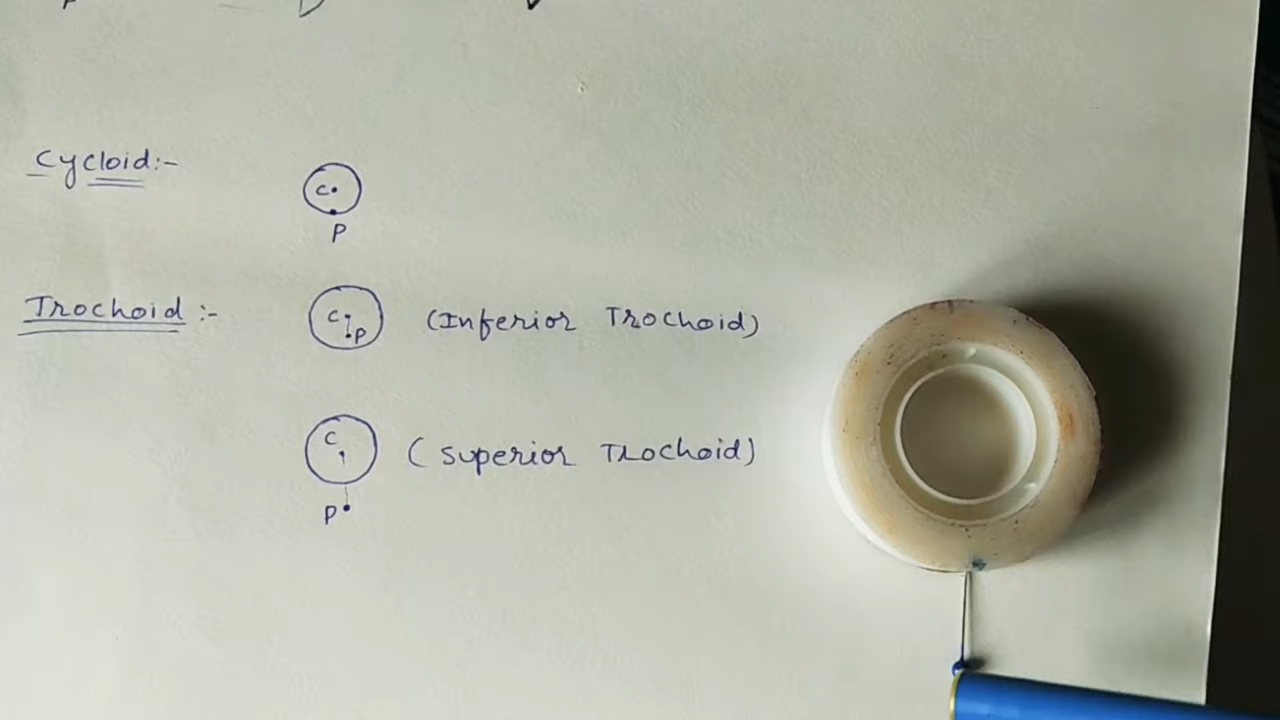 Cycloid:-
C
P
Trochoid :-
C
P
(Inferior Trochoid)
C
(Superior Trochoid)
P